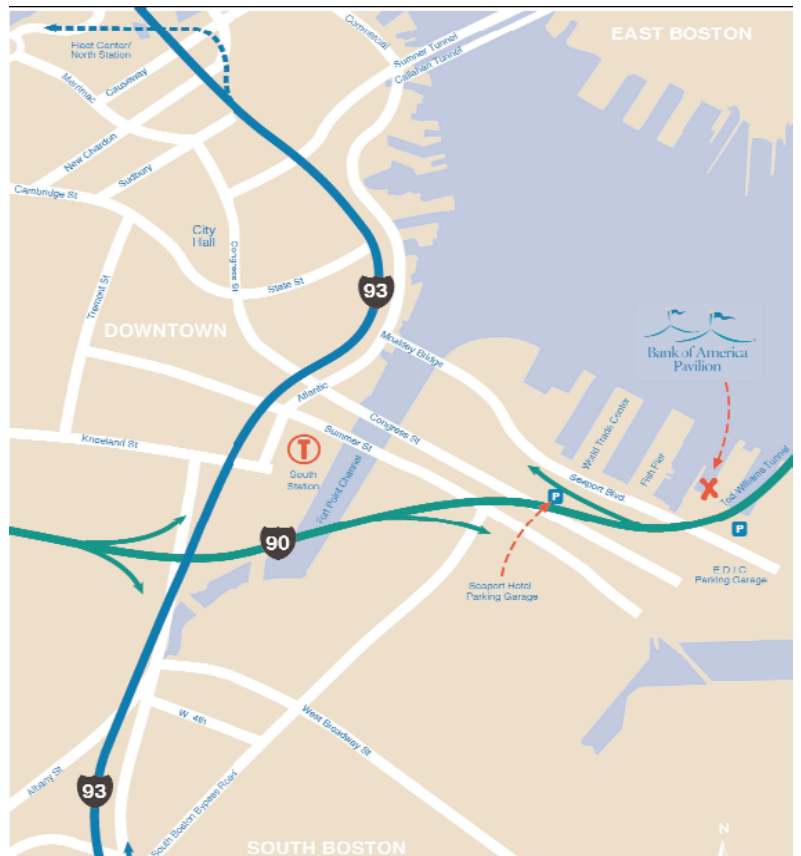 EAST BOSTON
Commercial
Sumner Tunnel
Callahan Tunnel
Fleet Center/
North Station
Causeway
Merrimac
New Chardon
Sudbury
Cambridge St
City
Hall
Congress St
State St
Tremont St
93
DOWNTOWN
Bank of America
Pavilion
Moakley Bridge
Atlantic
Congress St
Summer St
Kneeland St
T
South
Station
Fort Point Channel
World Trade Center
Fish Pier
Seaport Blvd.
Ted Williams Tunnel
P
P
90
E D I C
Parking Garage
Seaport Hotel
Parking Garage
W. 4th
West Broadway St
Albany St
93
South Boston Bypass Road
SOUTH BOSTON
N